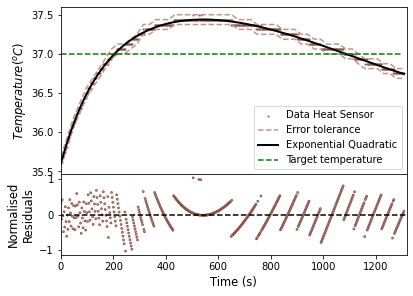 37.5
37.0
36.5
36.0
35.5
Temperature(°C)
Data Heat Sensor
Error tolerance
Exponential Quadratic
Target temperature
1
0
−1
Normalised
Residuals
0 200 400 600 800 1000 1200
Time (s)